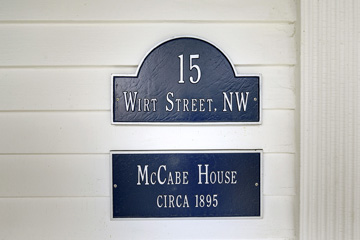 15
Wirt Street, NW
McCabe House
CIRCA 1895